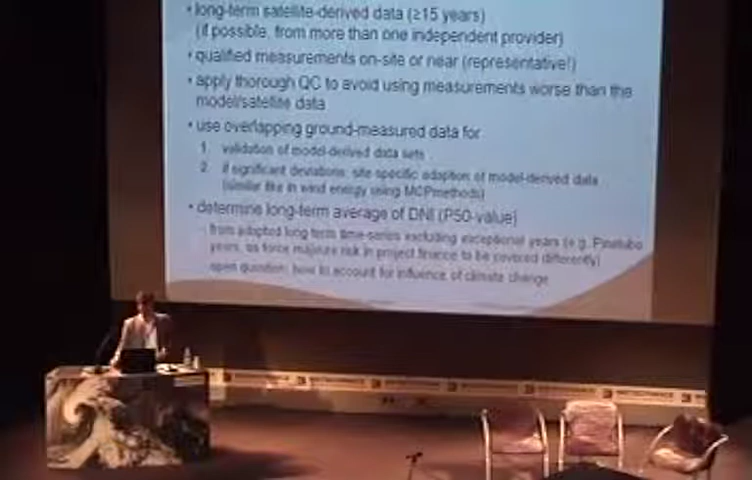 • long-term satellite-derived data (≥15 years)
(if possible, from more than one independent provider)
• qualified measurements on-site or near (representative!)
• apply thorough QC to avoid using measurements worse than the
model/satellite data
• use overlapping ground-measured data for
1. validation of model-derived data sets
2. if significant deviations: site specific adaption of model-derived data
(similar like in wind energy using MCPmethods)
• determine long-term average of DNI (P50-value)
- from adapted long-term time-series excluding exceptional years (e.g. Pinatubo
years, as force majeure risk in project finance to be covered differently)
- open question: how to account for influence of climate change